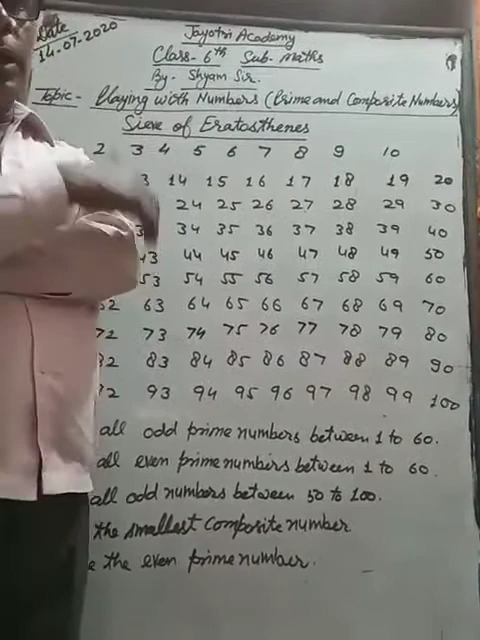 Date
14-07-2020
Jayotri Academy
Class- 6th Sub- Maths
By- Shyam Sir.
Topic- Playing with Numbers (Prime and Composite Numbers)
Sieve of Eratosthenes
2 3 4 5 6 7 8 9 10
3 14 15 16 17 18 19 20
24 25 26 27 28 29 30
3 34 35 36 37 38 39 40
43 44 45 46 47 48 49 50
53 54 55 56 57 58 59 60
62 63 64 65 66 67 68 69 70
72 73 74 75 76 77 78 79 80
82 83 84 85 86 87 88 89 90
92 93 94 95 96 97 98 99 100
all odd prime numbers between 1 to 60.
all even prime numbers between 1 to 60.
all odd numbers between 50 to 100.
the smallest Composite number
e the even prime number.